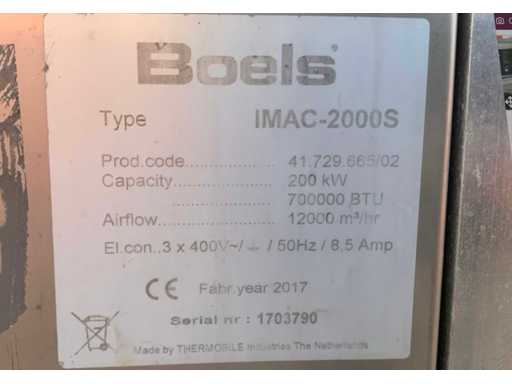 Boels
Type IMAC-2000S
Prod.code.................. 41.729.665/02
Capacity..................... 200 kW
..................... 700000 BTU
Airflow....................... 12000 m³/hr
El.con..3 x 400V~/⏚ / 50Hz / 8,5 Amp
CE Fabr.year 2017
Serial nr : 1703790
Made by THERMOBILE Industries The Netherlands